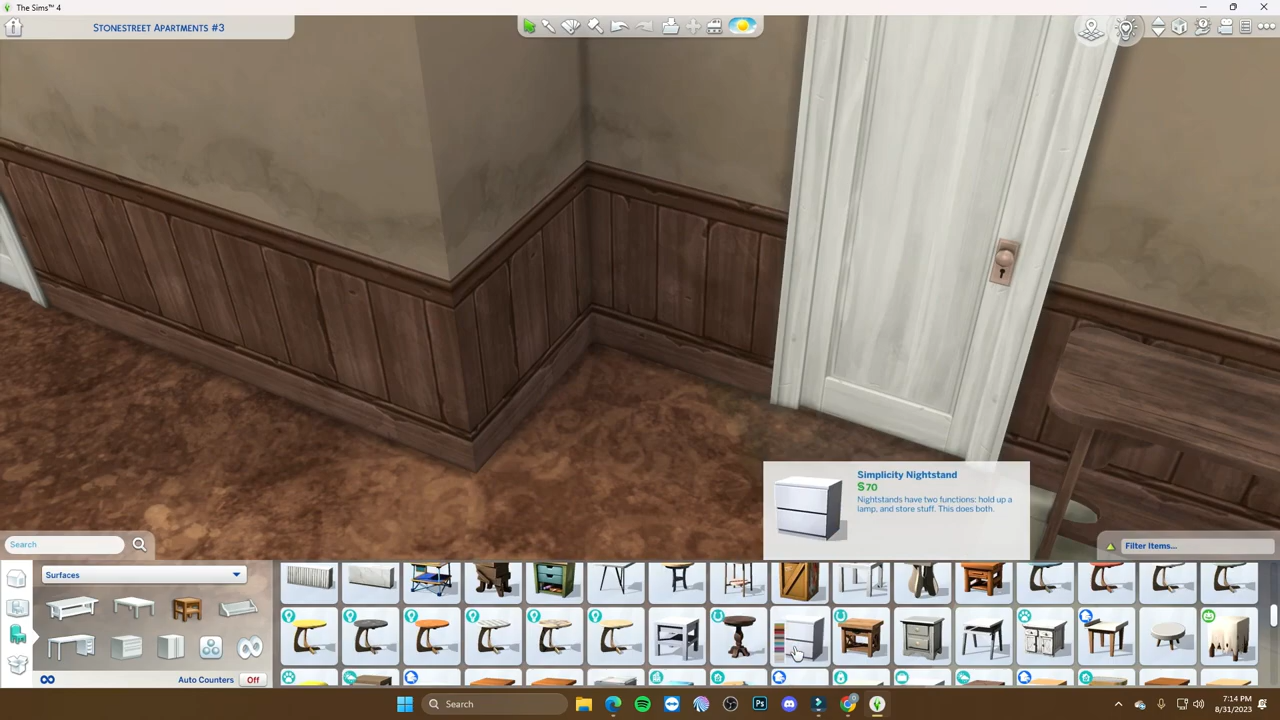 The Sims™ 4
STONESTREET APARTMENTS #3
Simplicity Nightstand
§70
Nightstands have two functions: hold up a
lamp, and store stuff. This does both.
Search
Filter Items...
Surfaces
Auto Counters
Off
Search
Ps
7:14 PM
8/31/2023